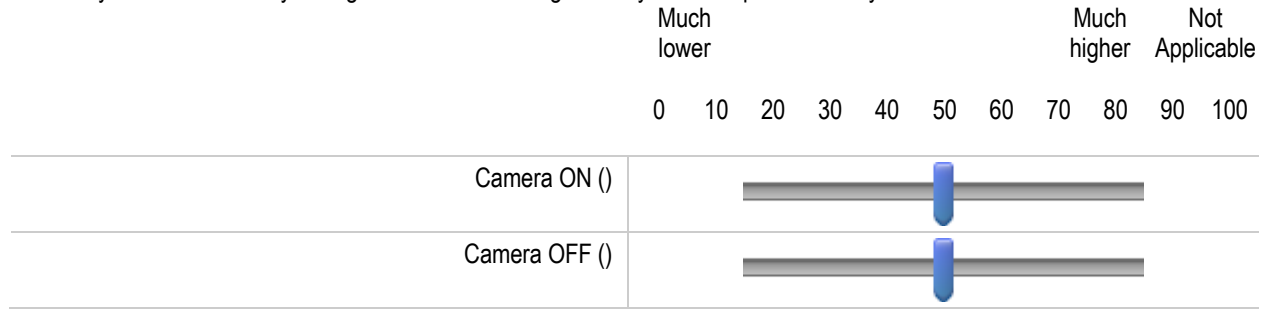 Much Much Not
lower higher Applicable
0 10 20 30 40 50 60 70 80 90 100
Camera ON ()
Camera OFF ()